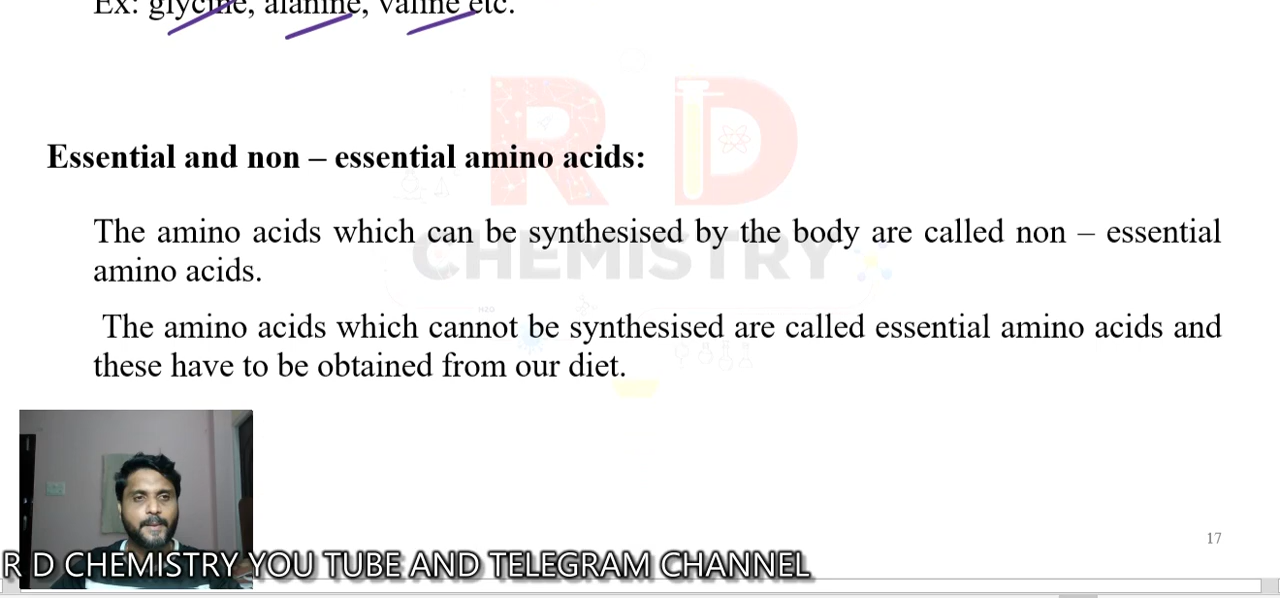 Ex: glycine, alanine, valine etc.
R D
CHEMISTRY
Essential and non – essential amino acids:
The amino acids which can be synthesised by the body are called non – essential
amino acids.
H2O
The amino acids which cannot be synthesised are called essential amino acids and
these have to be obtained from our diet.
17
R D CHEMISTRY YOU TUBE AND TELEGRAM CHANNEL